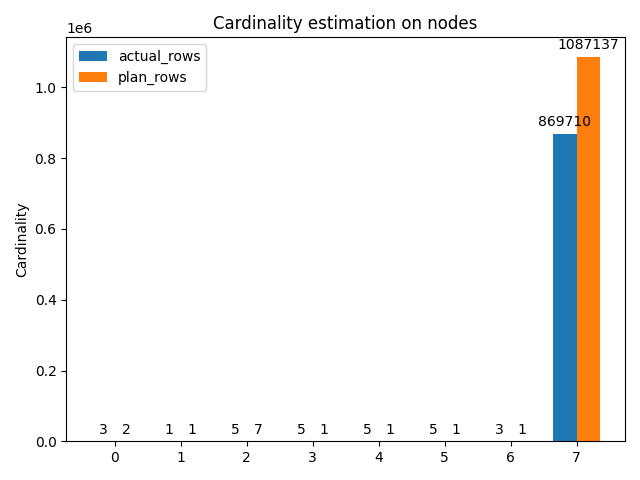 Cardinality estimation on nodes
1e6
actual_rows
plan_rows
1087137
869710
1.0
0.8
0.6
0.4
0.2
0.0
Cardinality
3 2 1 1 5 7 5 1 5 1 5 1 3 1
0 1 2 3 4 5 6 7